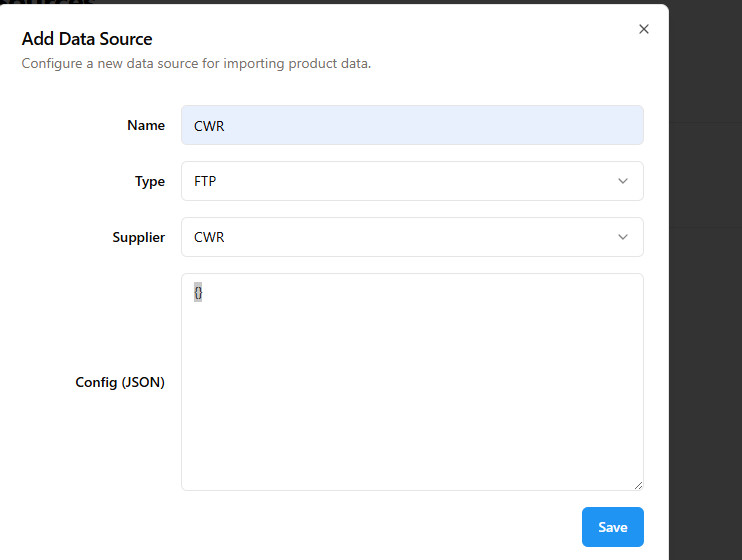 Add Data Source
Configure a new data source for importing product data.
Name
CWR
Type
FTP
Supplier
CWR
{}
Config (JSON)
Save